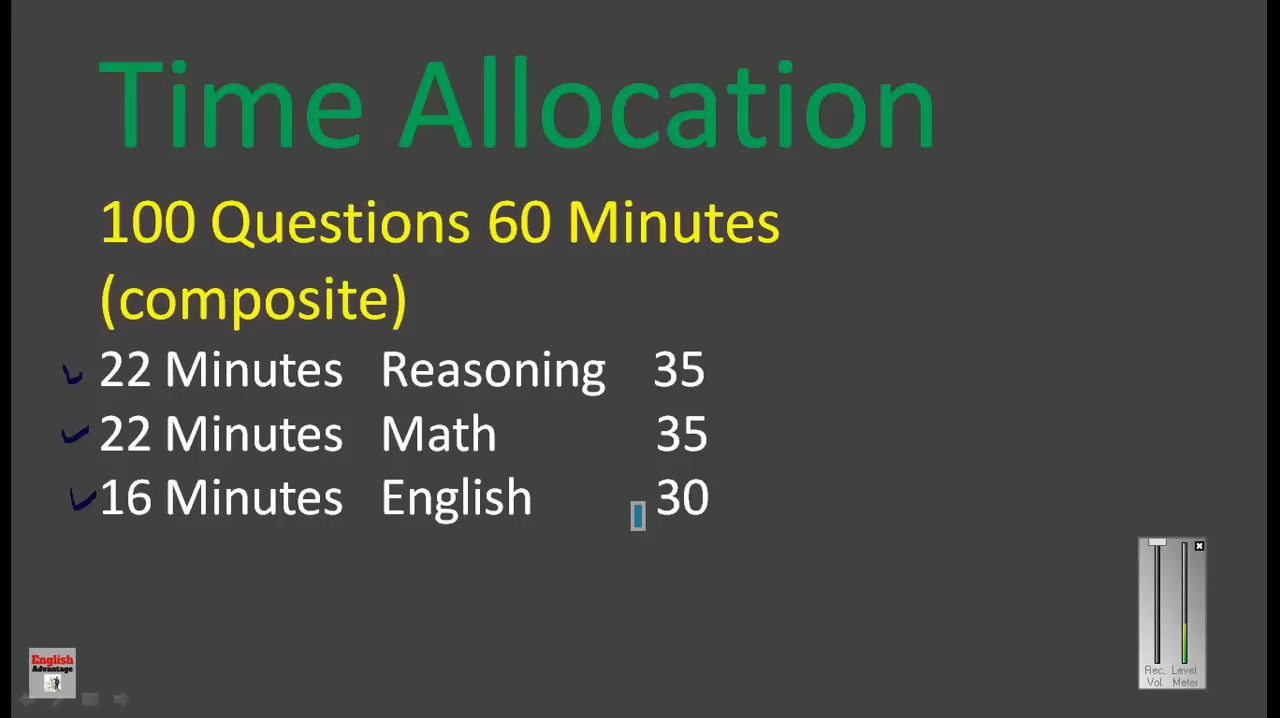 Time Allocation
100 Questions 60 Minutes
(composite)
22 Minutes Reasoning 35
22 Minutes Math 35
16 Minutes English 30
English
Advantage
Rec. Level
Vol. Meter